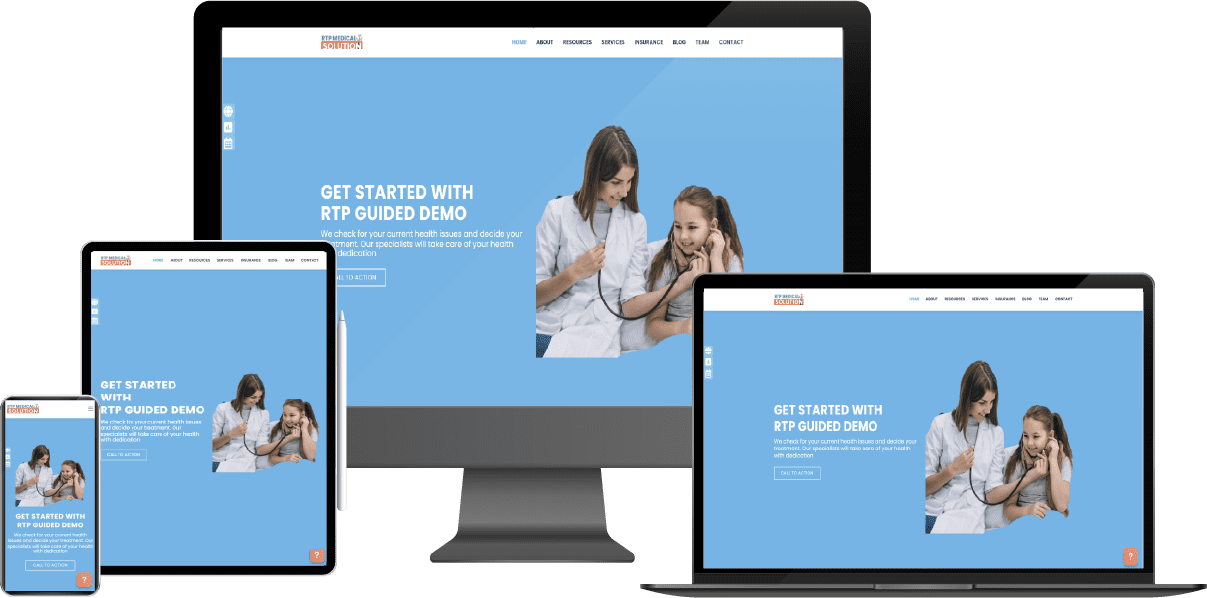 RTP MEDICAL
SOLUTION
HOME ABOUT RESOURCES SERVICES INSURANCE BLOG TEAM CONTACT
GET STARTED WITH
RTP GUIDED DEMO
We check for your current health issues and decide your
treatment. Our specialists will take care of your health
dedication
CALL TO ACTION
RTP MEDICAL
SOLUTION
HOME ABOUT RESOURCES SERVICES INSURANCE BLOG TEAM CONTACT
GET STARTED
WITH
RTP GUIDED DEMO
We check for your current health issues
and decide your treatment. Our
specialists will take care of your health
with dedication
CALL TO ACTION
?
RTP MEDICAL
SOLUTION
GET STARTED WITH
RTP GUIDED DEMO
We check for your current health
issues and decide your treatment. Our
specialists will take care of your health
with dedication
CALL TO ACTION
?
RTP MEDICAL
SOLUTION
HOME ABOUT RESOURCES SERVICES INSURANCE BLOG TEAM CONTACT
GET STARTED WITH
RTP GUIDED DEMO
We check for your current health issues and decide your
treatment. Our specialists will take care of your health
with dedication
CALL TO ACTION
?